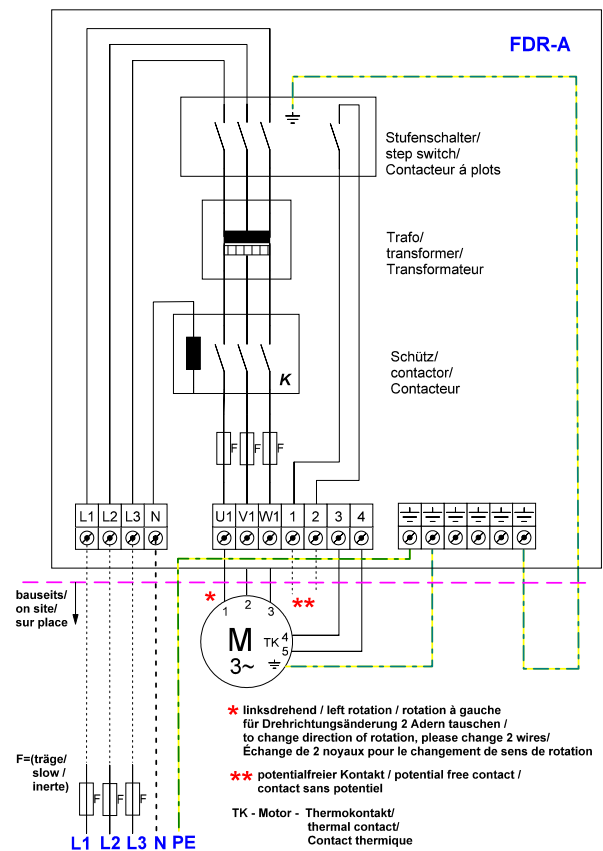 FDR-A
Stufenschalter/
step switch/
Contacteur á plots
Trafo/
transformer/
Transformateur
Schütz/
contactor/
Contacteur
K
F F F
L1 L2 L3 N
U1 V1 W1 1 2 3 4
bauseits/
on site/
sur place
* **
1 2 3
M
3~
TK 4
5
* linksdrehend / left rotation / rotation à gauche
für Drehrichtungsänderung 2 Adern tauschen /
to change direction of rotation, please change 2 wires/
Échange de 2 noyaux pour le changement de sens de rotation
** potentialfreier Kontakt / potential free contact /
contact sans potentiel
TK - Motor - Thermokontakt/
thermal contact/
Contact thermique
F=(träge/
slow /
inerte)
F F F
L1 L2 L3 N PE